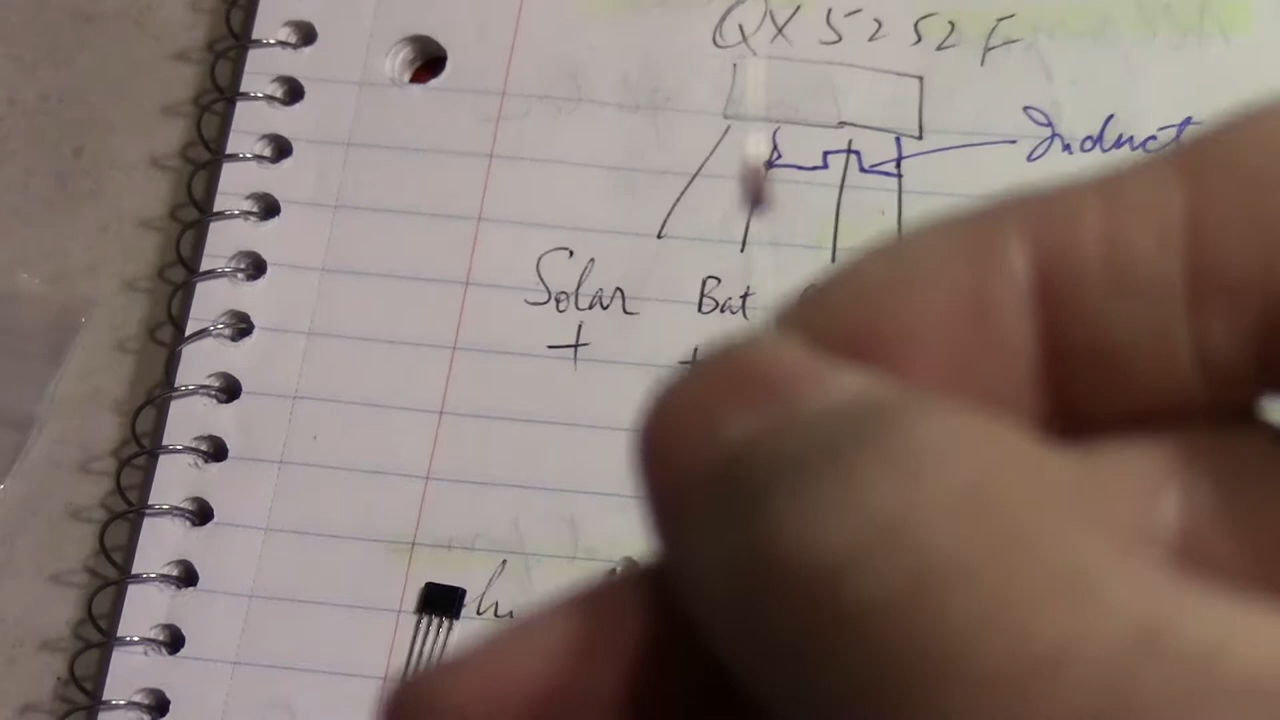 QX5252F
Induct
Solar Bat
+ +